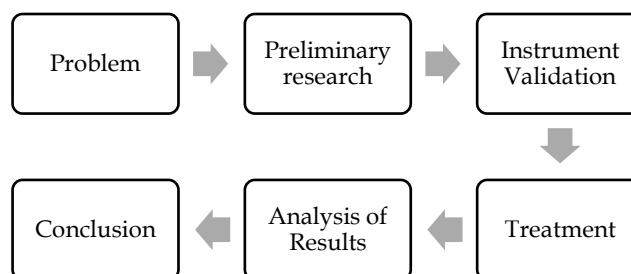 Problem
Preliminary
research
Instrument
Validation
Treatment
Analysis of
Results
Conclusion